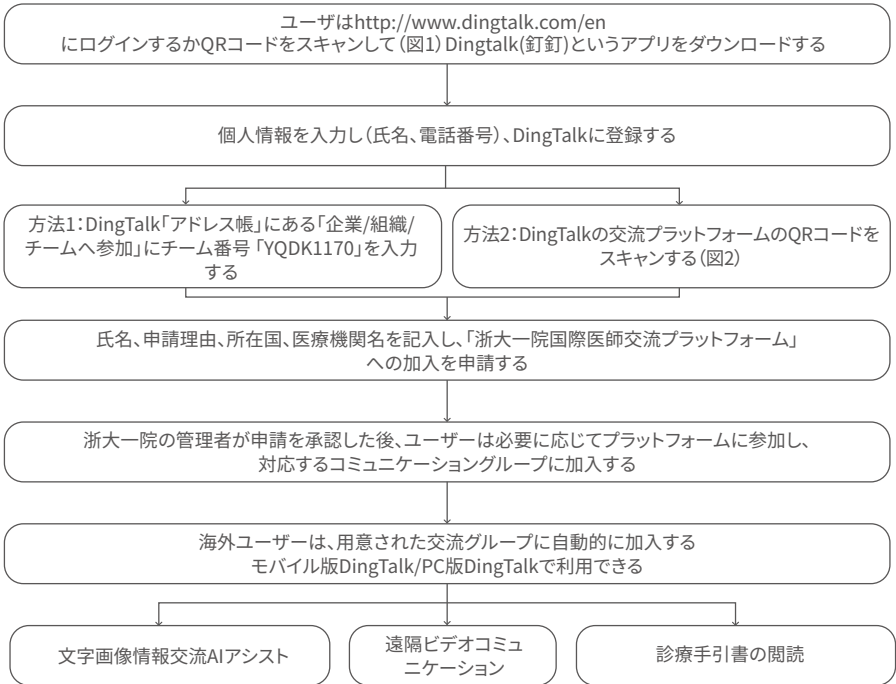 ユーザはhttp://www.dingtalk.com/en
にログインするかQRコードをスキャンして(図1)Dingtalk(釘釘)というアプリをダウンロードする
個人情報を入力し(氏名、電話番号)、DingTalkに登録する
方法1:DingTalk「アドレス帳」にある「企業/組織/
チームへ参加」にチーム番号「YQDK1170」を入力
する
方法2:DingTalkの交流プラットフォームのQRコードを
スキャンする(図2)
氏名、申請理由、所在国、医療機関名を記入し、「浙大一院国際医師交流プラットフォーム」
への加入を申請する
浙大一院の管理者が申請を承認した後、ユーザーは必要に応じてプラットフォームに参加し、
対応するコミュニケーショングループに加入する
海外ユーザーは、用意された交流グループに自動的に加入する
モバイル版DingTalk/PC版DingTalkで利用できる
文字画像情報交流AIアシスト
遠隔ビデオコミュ
ニケーション
診療手引書の閲読